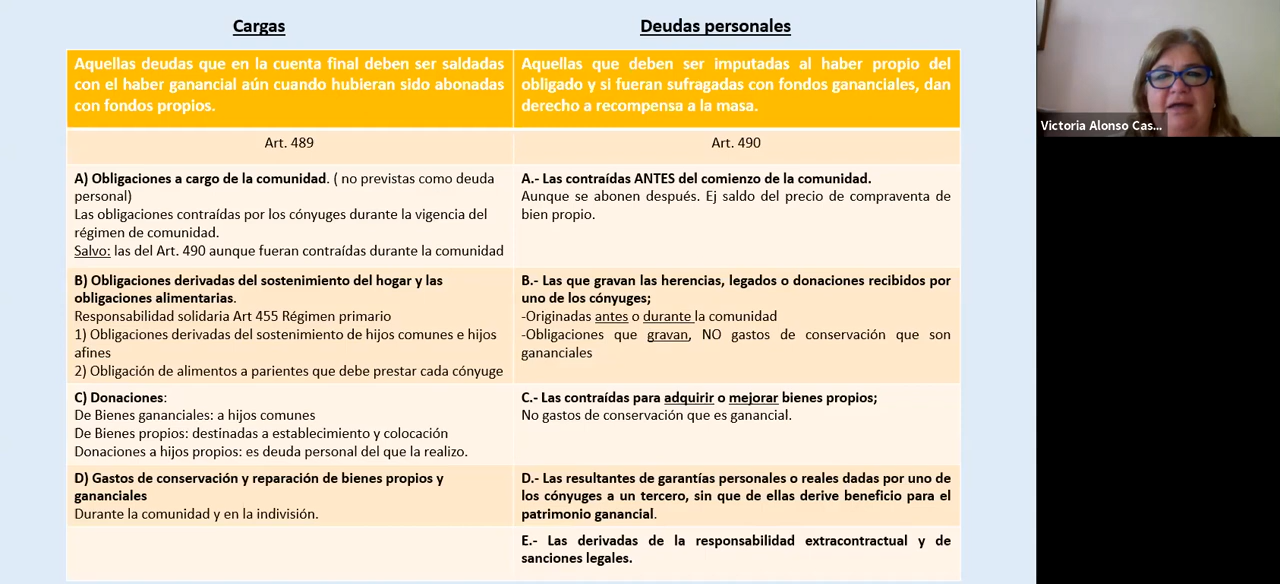 Cargas
Deudas personales
Aquellas deudas que en la cuenta final deben ser saldadas
con el haber ganancial aún cuando hubieran sido abonadas
con fondos propios.
Aquellas que deben ser imputadas al haber propio del
obligado y si fueran sufragadas con fondos gananciales, dan
derecho a recompensa a la masa.
Art. 489
Art. 490
A) Obligaciones a cargo de la comunidad. ( no previstas como deuda
personal)
Las obligaciones contraídas por los cónyuges durante la vigencia del
régimen de comunidad.
Salvo: las del Art. 490 aunque fueran contraídas durante la comunidad
A.- Las contraídas ANTES del comienzo de la comunidad.
Aunque se abonen después. Ej saldo del precio de compraventa de
bien propio.
B) Obligaciones derivadas del sostenimiento del hogar y las
obligaciones alimentarias.
Responsabilidad solidaria Art 455 Régimen primario
1) Obligaciones derivadas del sostenimiento de hijos comunes e hijos
afines
2) Obligación de alimentos a parientes que debe prestar cada cónyuge
B.- Las que gravan las herencias, legados o donaciones recibidos por
uno de los cónyuges;
-Originadas antes o durante la comunidad
-Obligaciones que gravan, NO gastos de conservación que son
gananciales
C) Donaciones:
De Bienes gananciales: a hijos comunes
De Bienes propios: destinadas a establecimiento y colocación
Donaciones a hijos propios: es deuda personal del que la realizo.
C.- Las contraídas para adquirir o mejorar bienes propios;
No gastos de conservación que es ganancial.
D) Gastos de conservación y reparación de bienes propios y
gananciales
Durante la comunidad y en la indivisión.
D.- Las resultantes de garantías personales o reales dadas por uno de
los cónyuges a un tercero, sin que de ellas derive beneficio para el
patrimonio ganancial.
E.- Las derivadas de la responsabilidad extracontractual y de
sanciones legales.
Victoria Alonso Cas...